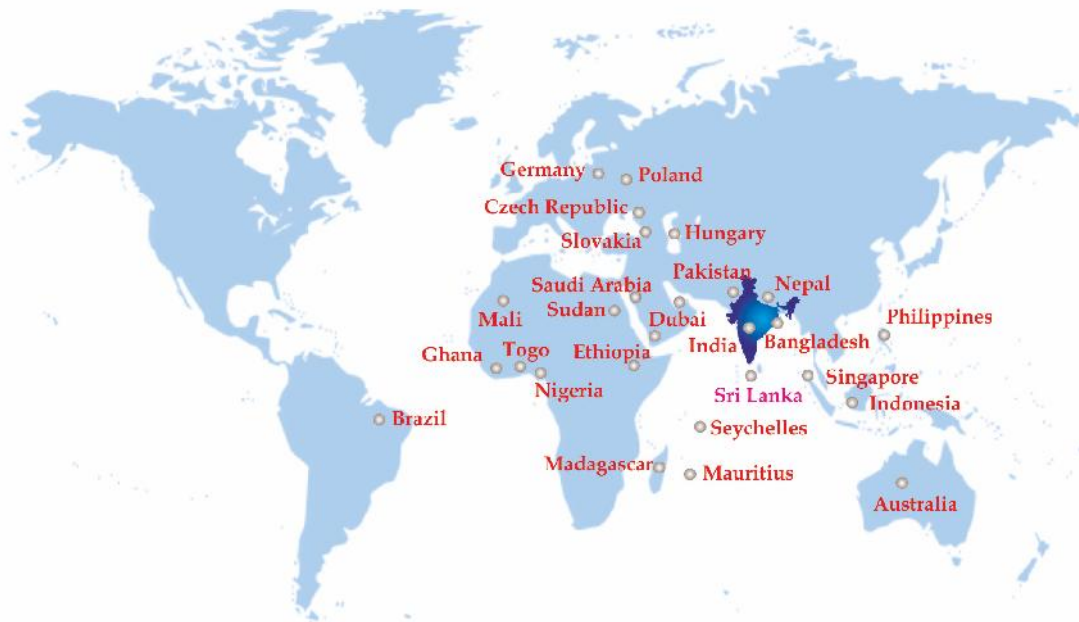 Germany
Poland
Czech Republic
Slovakia
Hungary
Pakistan
Nepal
Saudi Arabia
Sudan
Mali
Dubai
Philippines
India
Bangladesh
Ghana
Togo
Ethiopia
Nigeria
Singapore
Sri Lanka
Indonesia
Brazil
Seychelles
Madagascar
Mauritius
Australia